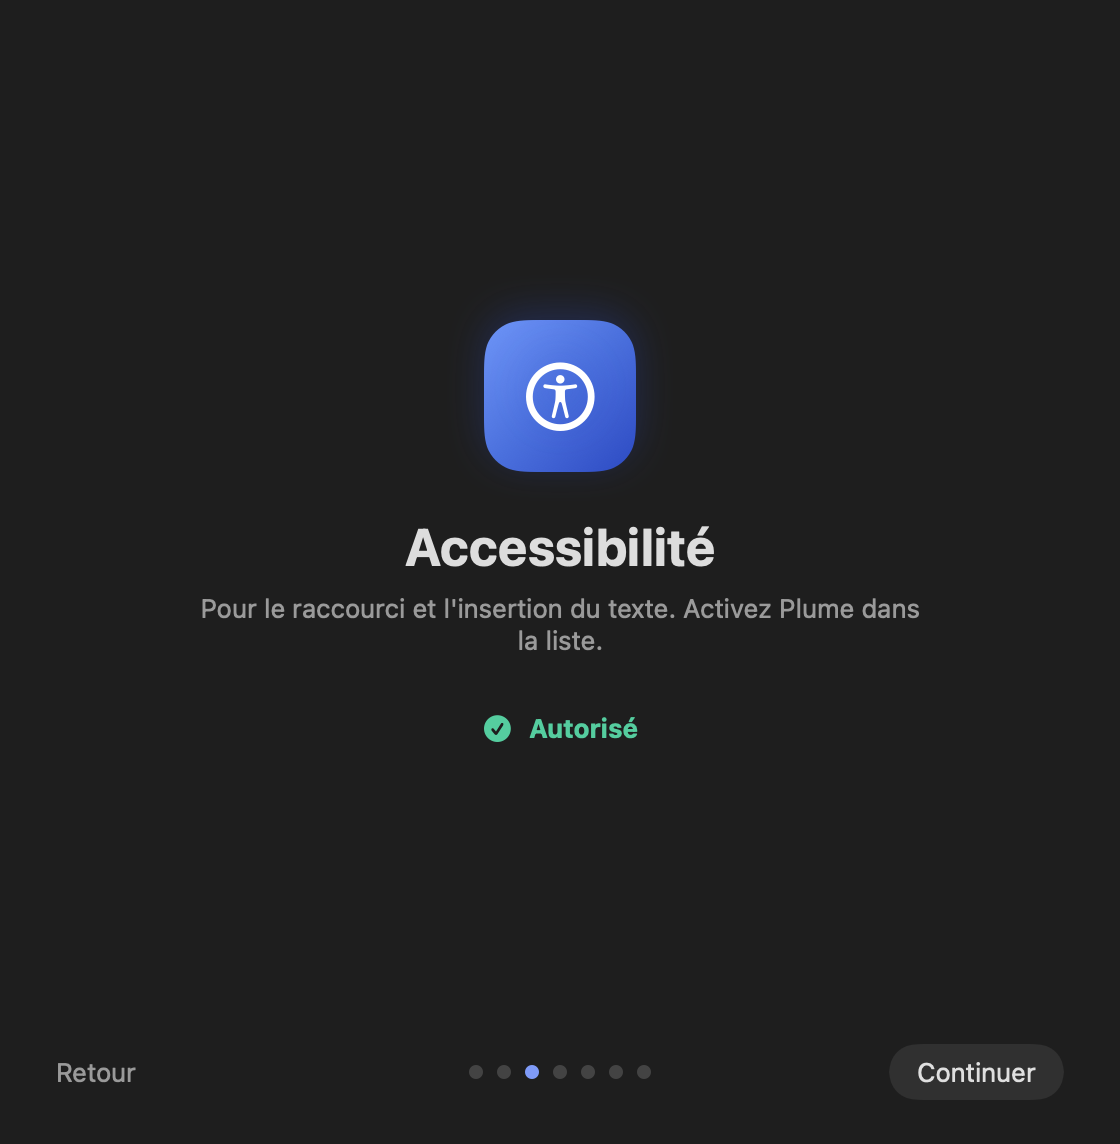 Accessibilité
Pour le raccourci et l'insertion du texte. Activez Plume dans
la liste.
Autorisé
Retour
Continuer